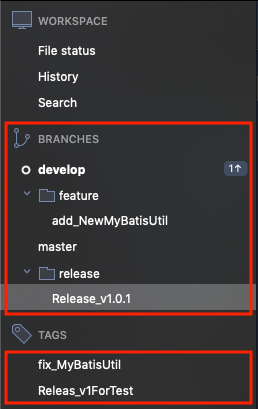 WORKSPACE
File status
History
Search
BRANCHES
develop 1↑
feature
add_NewMyBatisUtil
master
release
Release_v1.0.1
TAGS
fix_MyBatisUtil
Releas_v1ForTest